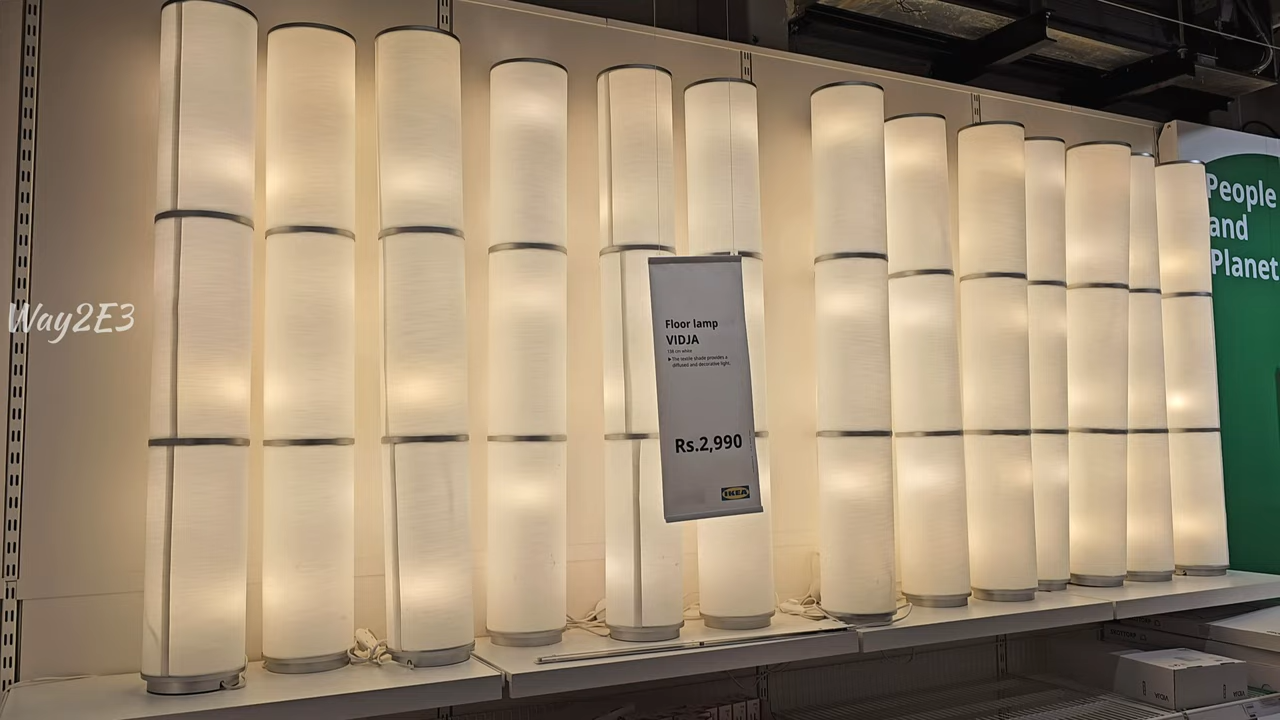 Way2E3
Floor lamp
VIDJA
138 cm white
▶The textile shade provides a
diffused and decorative light.
Rs.2,990
IKEA
People
and
Planet
VIDJA